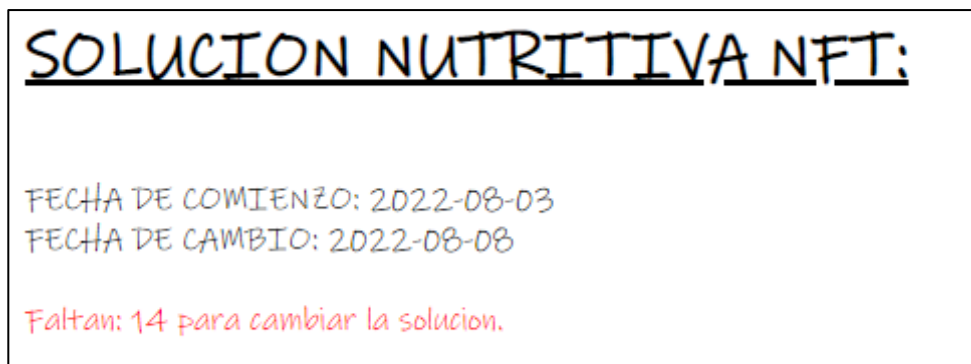 SOLUCION NUTRITIVA NFT:
FECHA DE COMIENZO: 2022-08-03
FECHA DE CAMBIO: 2022-08-08
Faltan: 14 para cambiar la solucion.